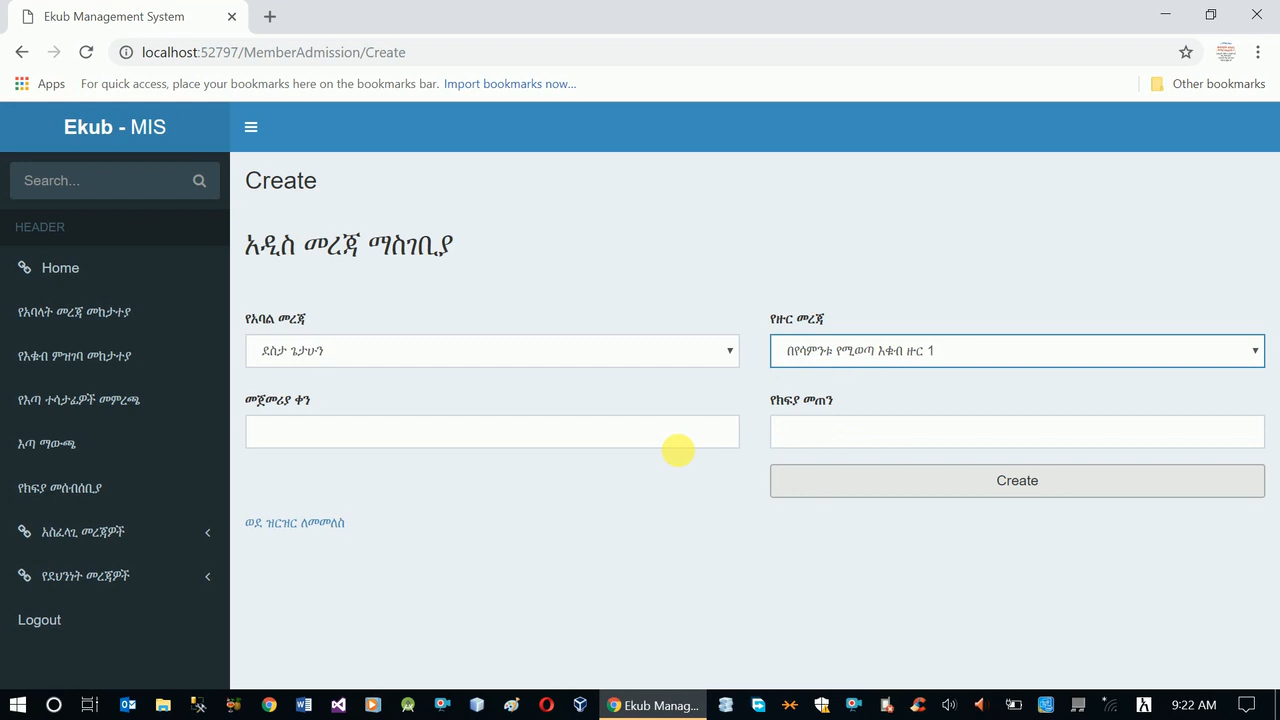 Ekub Management System
localhost:52797/MemberAdmission/Create
Apps For quick access, place your bookmarks here on the bookmarks bar. Import bookmarks now... Other bookmarks
Ekub - MIS
Search...
HEADER
Home
የአባላት መረጃ መከታተያ
የእቁብ ምዝገባ መከታተያ
የእጣ ተሳታፊዎች መምረጫ
እጣ ማውጫ
የከፍያ መሰብሰቢያ
አስፈላጊ መረጃዎች
የደህንነት መረጃዎች
Logout
Create
አዲስ መረጃ ማስገቢያ
የአባል መረጃ
የዙር መረጃ
ደስታ ጌታሁን
በየሳምንቱ የሚወጣ እቁብ ዙር 1
መጀመሪያ ቀን
የከፍያ መጠን
Create
ወደ ዝርዝር ለመመለስ
Ekub Manag...
9:22 AM